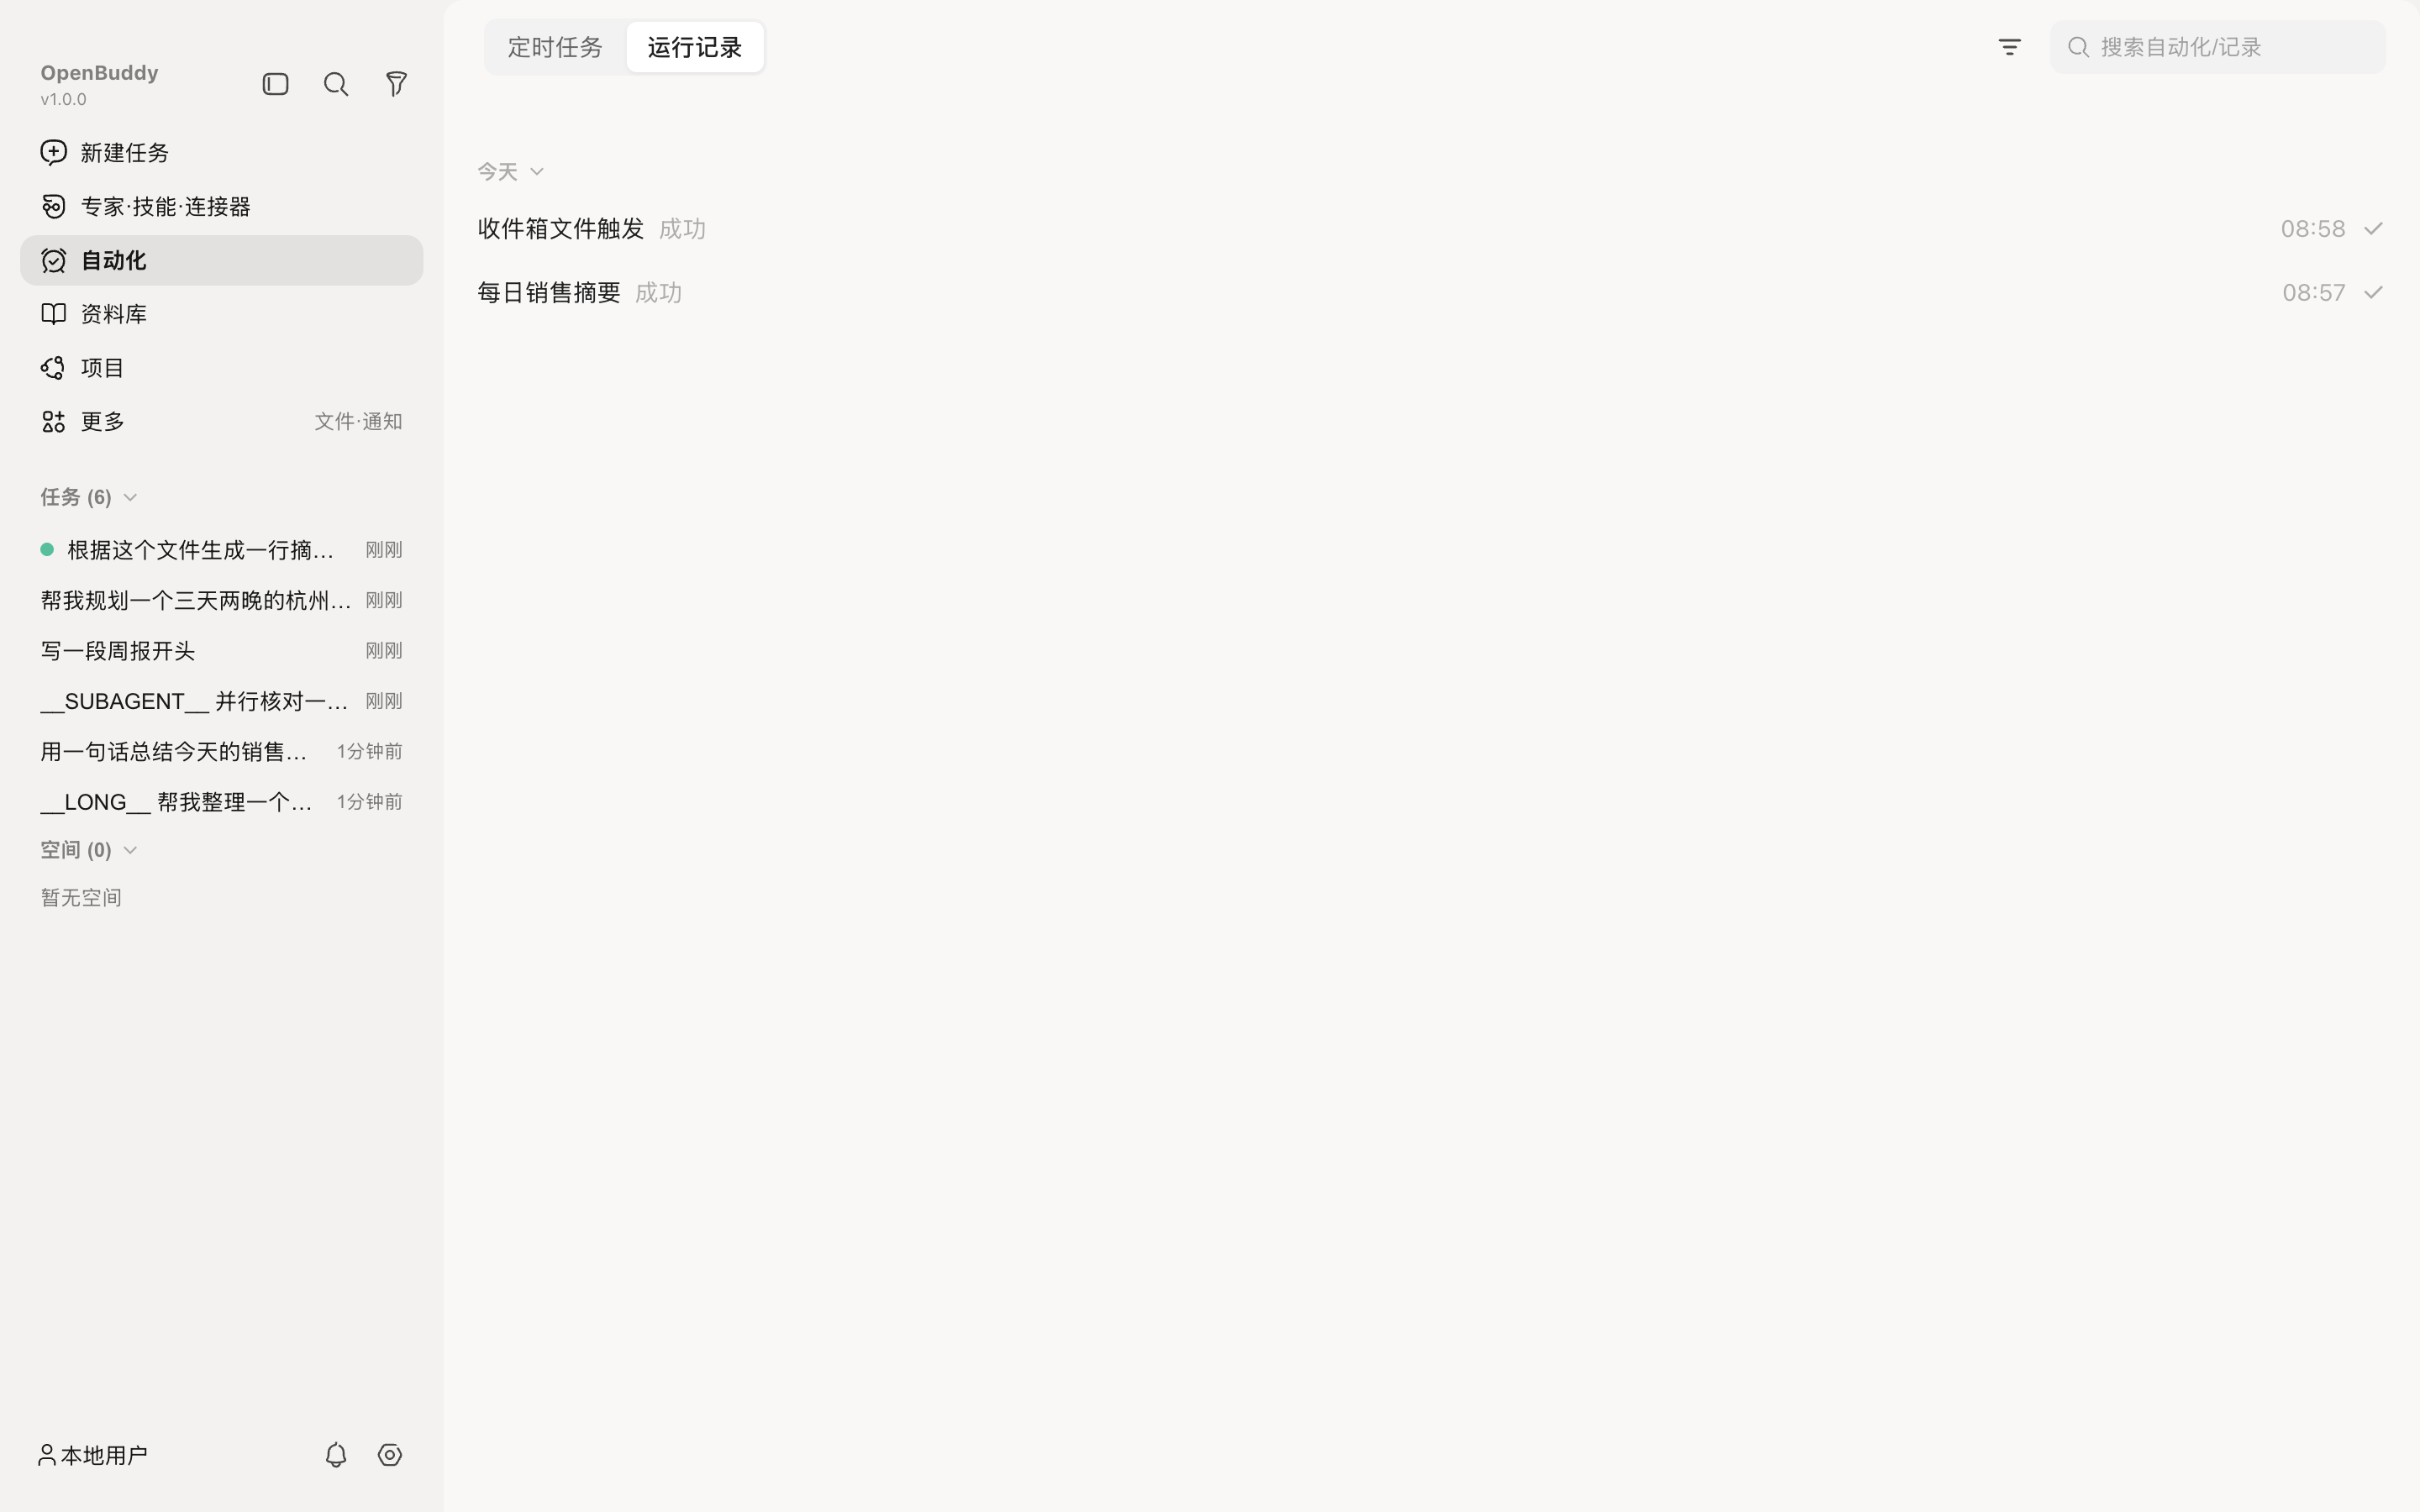 OpenBuddy
v1.0.0
新建任务
专家·技能·连接器
自动化
资料库
项目
更多 文件·通知
任务 (6)
根据这个文件生成一行摘... 刚刚
帮我规划一个三天两晚的杭州... 刚刚
写一段周报开头 刚刚
__SUBAGENT__ 并行核对一... 刚刚
用一句话总结今天的销售... 1分钟前
__LONG__ 帮我整理一个... 1分钟前
空间 (0)
暂无空间
本地用户
定时任务 运行记录
搜索自动化/记录
今天
收件箱文件触发 成功 08:58
每日销售摘要 成功 08:57